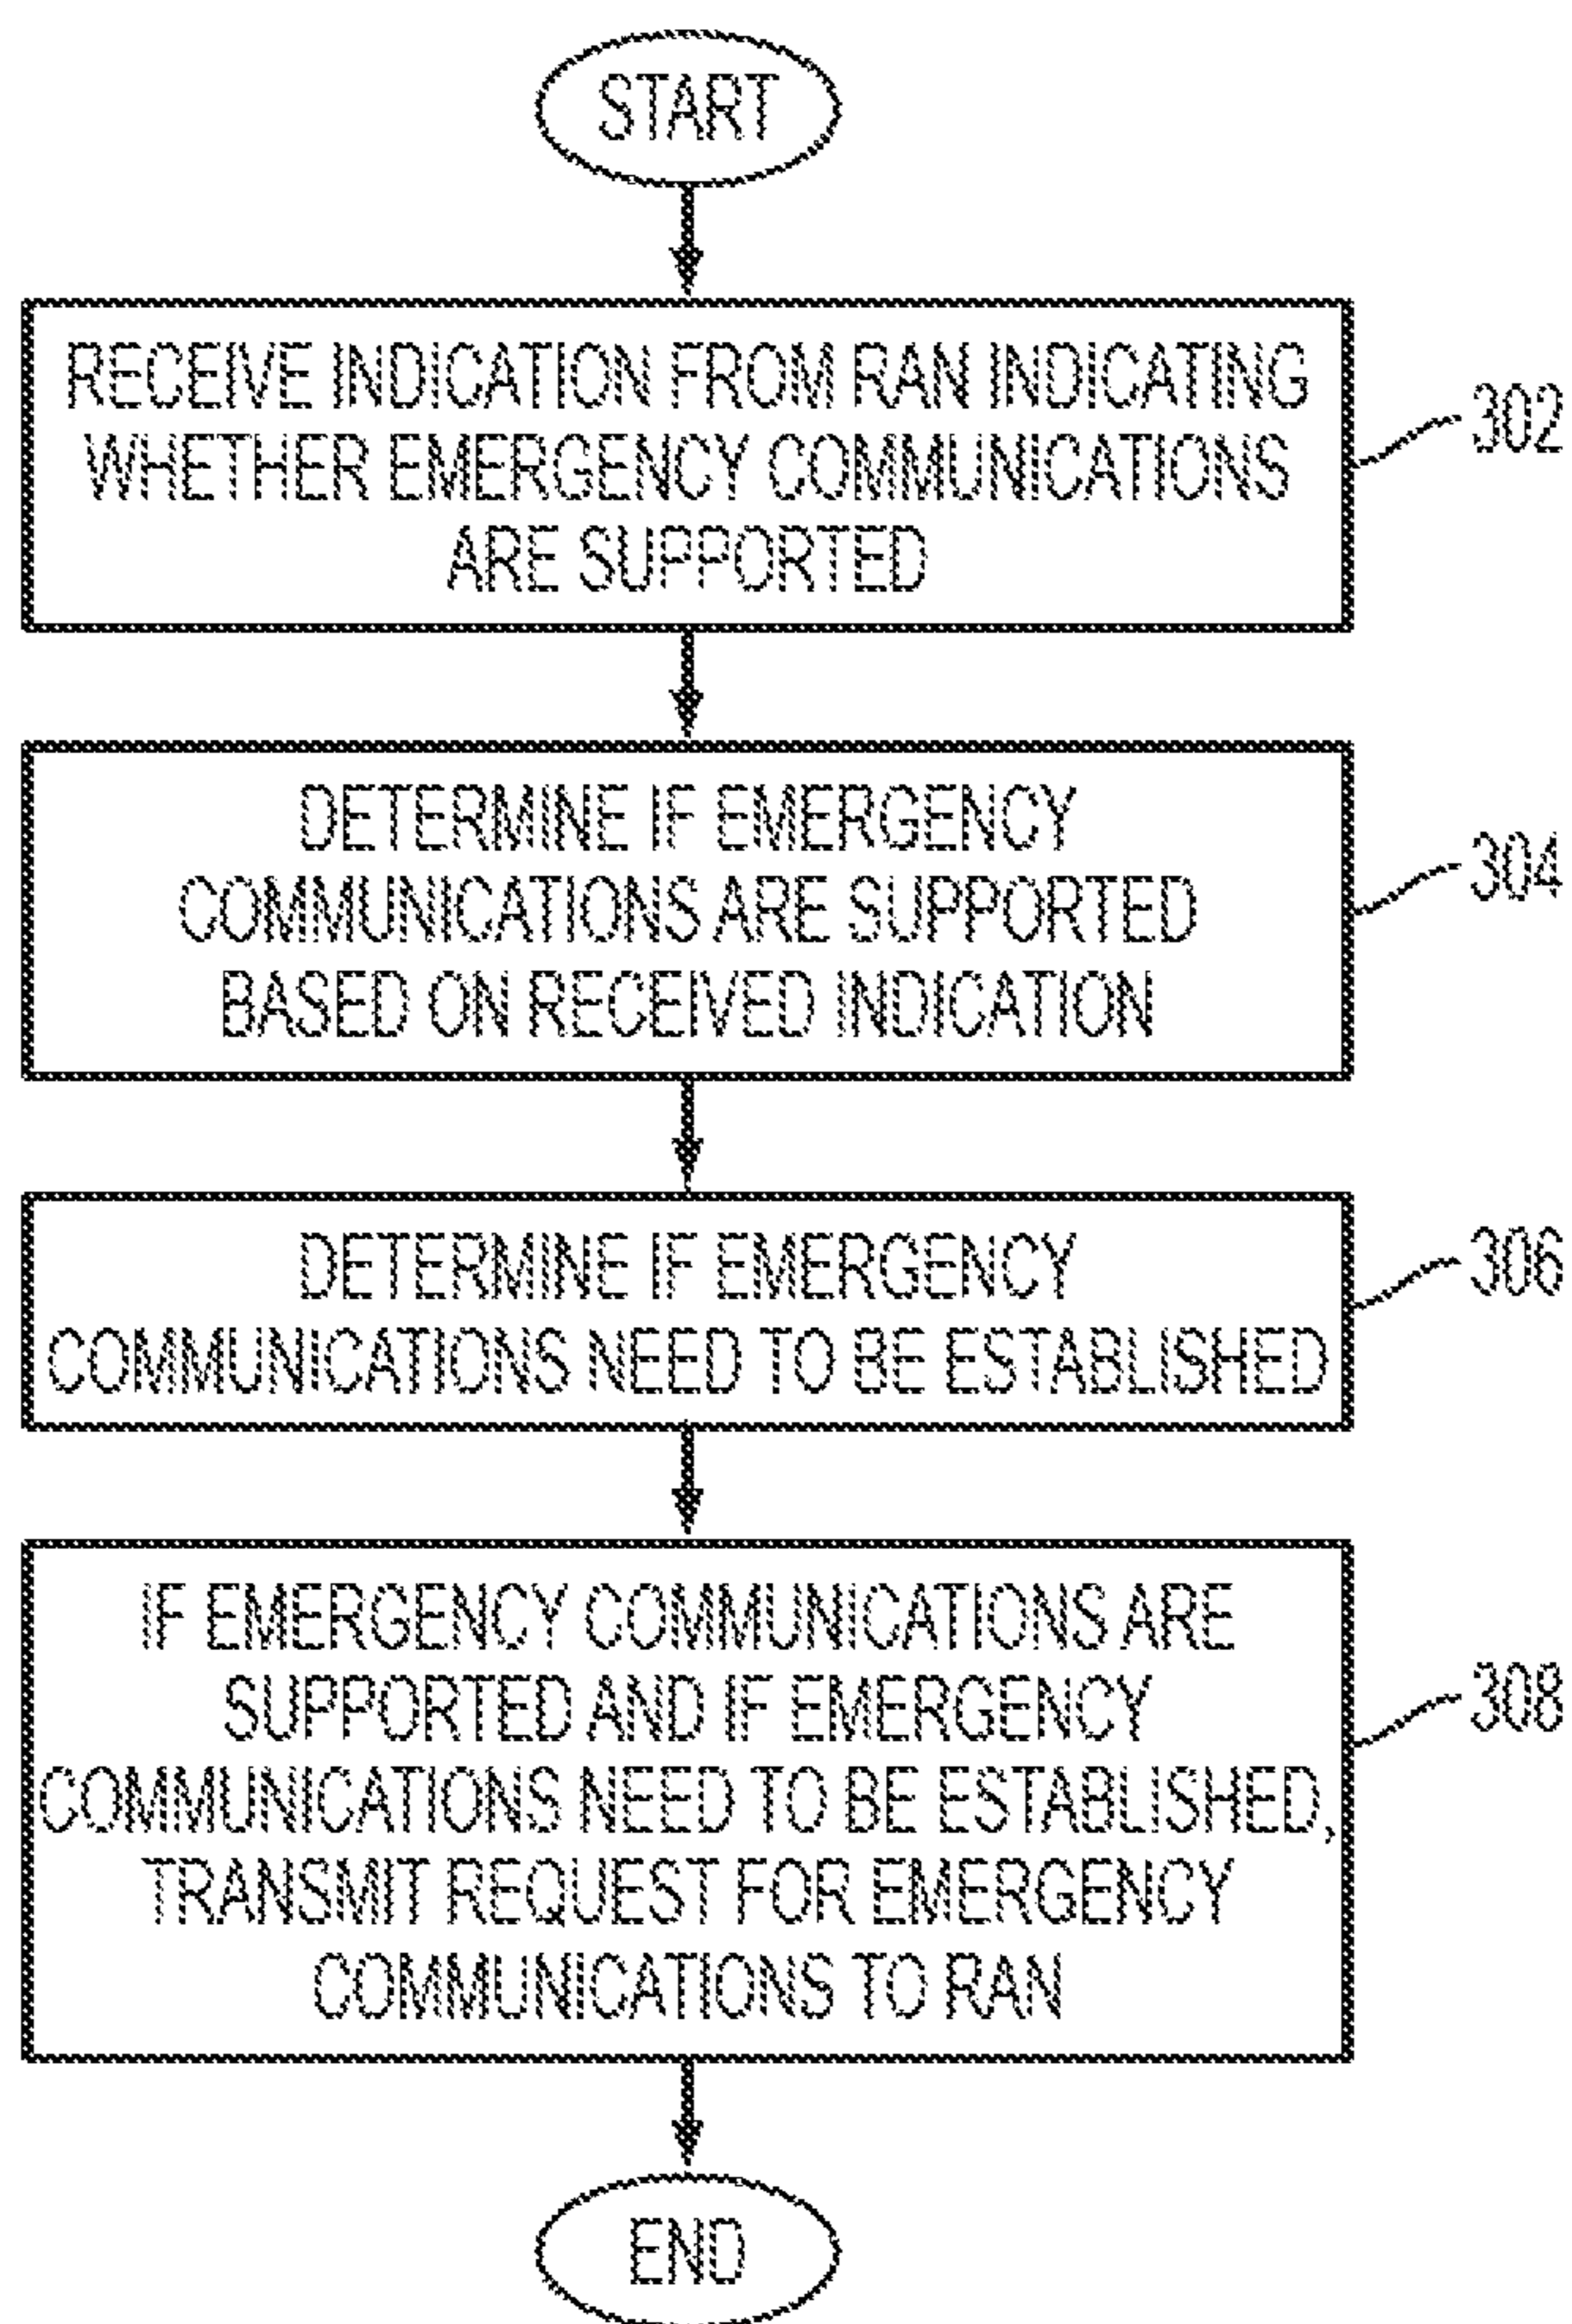 START
RECEIVE INDICATION FROM RAN INDICATING
WHETHER EMERGENCY COMMUNICATIONS
ARE SUPPORTED
302
DETERMINE IF EMERGENCY
COMMUNICATIONS ARE SUPPORTED
BASED ON RECEIVED INDICATION
304
DETERMINE IF EMERGENCY
COMMUNICATIONS NEED TO BE ESTABLISHED
306
IF EMERGENCY COMMUNICATIONS ARE
SUPPORTED AND IF EMERGENCY
COMMUNICATIONS NEED TO BE ESTABLISHED,
TRANSMIT REQUEST FOR EMERGENCY
COMMUNICATIONS TO RAN
308
END